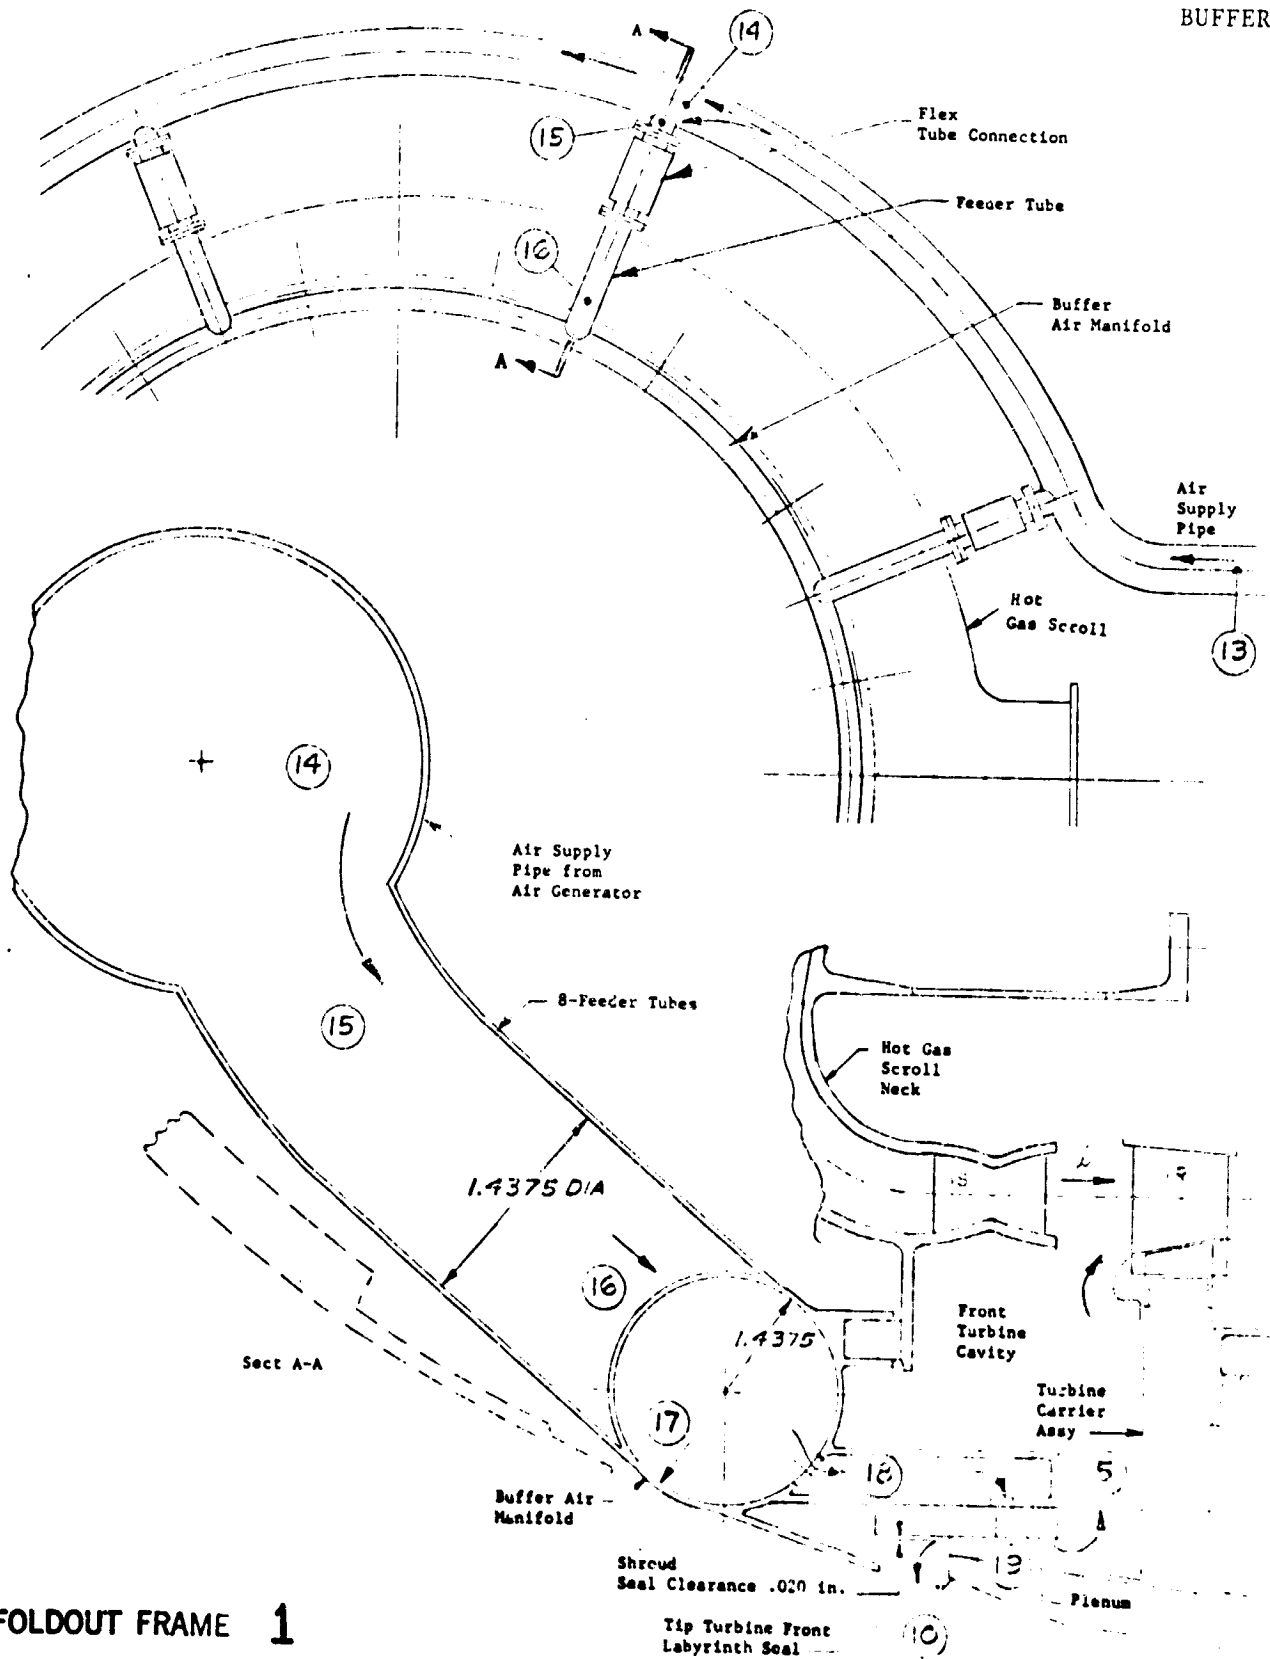 BUFFER
A
14
Flex
Tube Connection
15
Feeder Tube
16
Buffer
Air Manifold
A
Air
Supply
Pipe
Hot
Gas Scroll
13
14
Air Supply
Pipe from
Air Generator
8-Feeder Tubes
15
Hot Gas
Scroll
Neck
1.4375 DIA
16
Front
Turbine
Cavity
1.4375
Sect A-A
Turbine
Carrier
Assy
17
18
5
Buffer Air
Manifold
19
Shroud
Seal Clearance .020 in.
Plenum
Tip Turbine Front
Labyrinth Seal
10
FOLDOUT FRAME 1